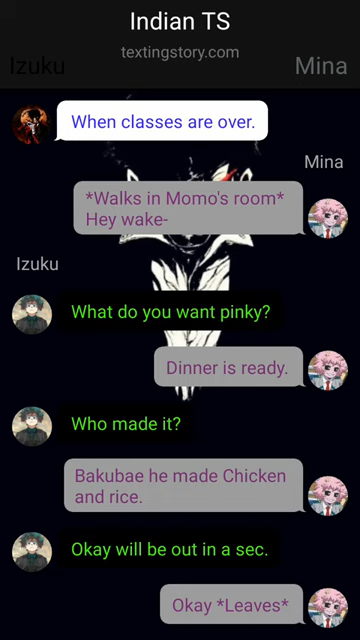 Indian TS
textingstory.com
Izuku
Mina
When classes are over.
Mina
*Walks in Momo's room*
Hey wake-
Izuku
What do you want pinky?
Dinner is ready.
Who made it?
Bakubae he made Chicken
and rice.
Okay will be out in a sec.
Okay *Leaves*